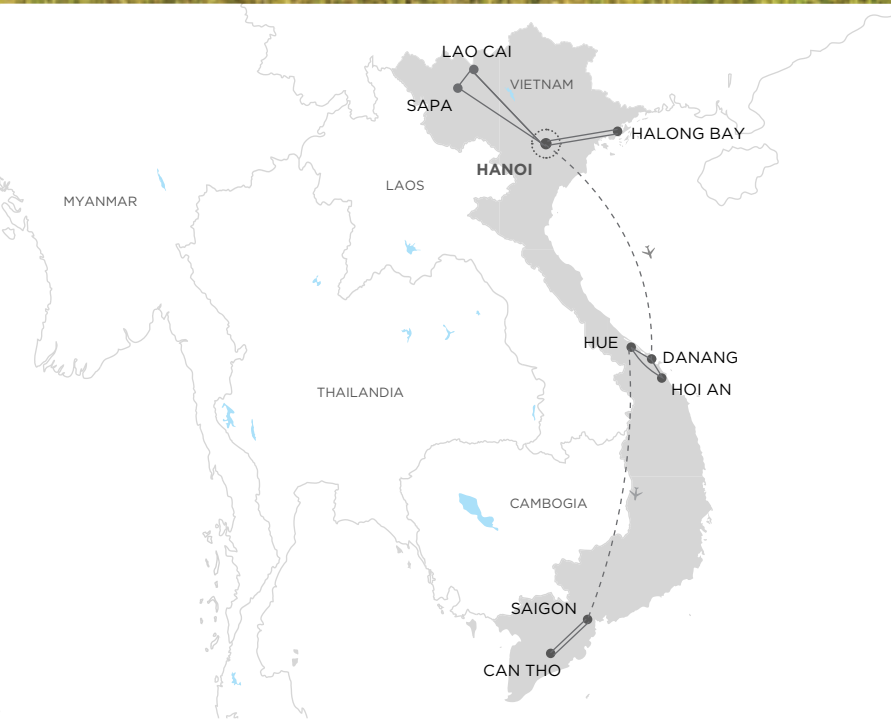 LAO CAI
VIETNAM
SAPA
HALONG BAY
HANOI
LAOS
MYANMAR
HUE
DANANG
HOI AN
THAILANDIA
CAMBOGIA
SAIGON
CAN THO